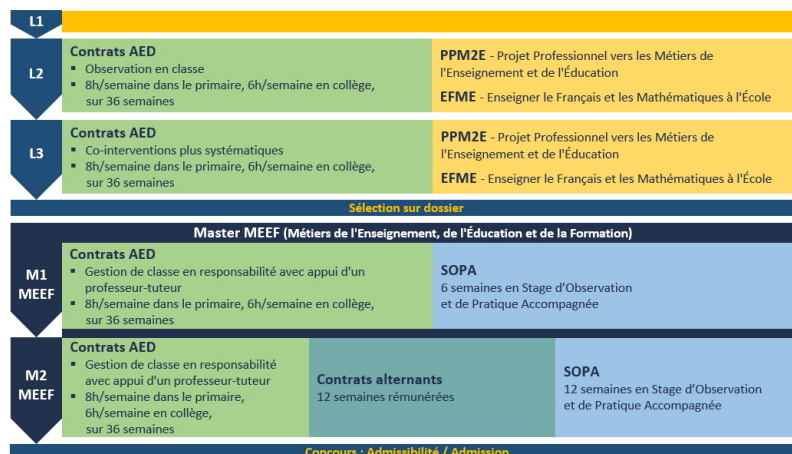 L1
L2
Contrats AED
▪ Observation en classe
▪ 8h/semaine dans le primaire, 6h/semaine en collège,
sur 36 semaines
PPM2E - Projet Professionnel vers les Métiers de
l'Enseignement et de l'Éducation
EFME - Enseigner le Français et les Mathématiques à l'École
L3
Contrats AED
▪ Co-interventions plus systématiques
▪ 8h/semaine dans le primaire, 6h/semaine en collège,
sur 36 semaines
PPM2E - Projet Professionnel vers les Métiers de
l'Enseignement et de l'Éducation
EFME - Enseigner le Français et les Mathématiques à l'École
Sélection sur dossier
Master MEEF (Métiers de l'Enseignement, de l'Éducation et de la Formation)
M1
MEEF
Contrats AED
▪ Gestion de classe en responsabilité avec appui d'un
professeur-tuteur
▪ 8h/semaine dans le primaire, 6h/semaine en collège,
sur 36 semaines
SOPA
6 semaines en Stage d’Observation
et de Pratique Accompagnée
M2
MEEF
Contrats AED
▪ Gestion de classe en responsabilité
avec appui d'un professeur-tuteur
▪ 8h/semaine dans le primaire,
6h/semaine en collège,
sur 36 semaines
Contrats alternants
12 semaines rémunérées
SOPA
12 semaines en Stage d’Observation
et de Pratique Accompagnée
Concours : Admissibilité / Admission